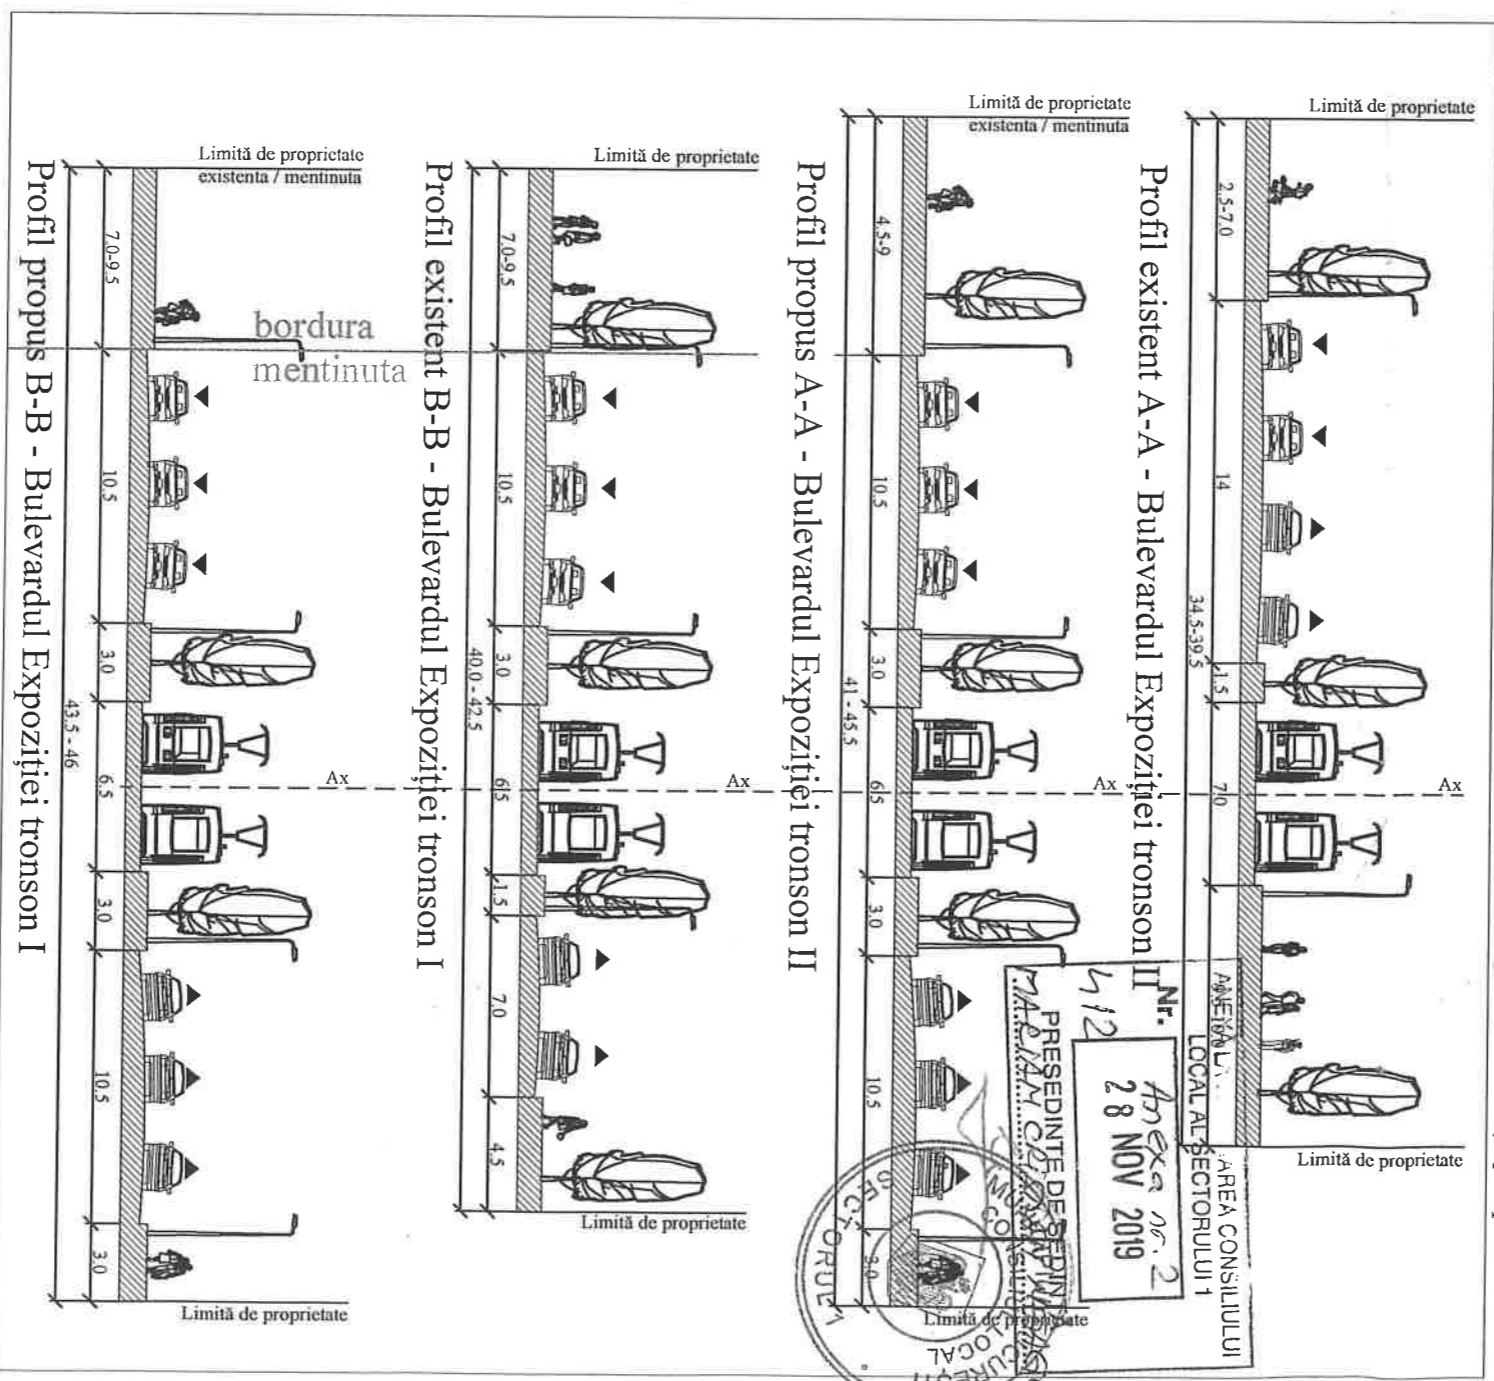 Limită de proprietate
Limită de proprietate
2.5-7.0
14
1.5
7.0
34.5-39.5
Ax
Profil existent A-A - Bulevardul Expoziției tronson II
Limită de proprietate
existenta / mentinuta
Limită de proprietate
4.5-9
10.5
3.0
6.5
3.0
10.5
3.0
41 - 45.5
Ax
Profil propus A-A - Bulevardul Expoziției tronson II
Limită de proprietate
Limită de proprietate
7.0-9.5
10.5
3.0
6.5
1.5
7.0
4.5
40.0 - 42.5
Ax
Profil existent B-B - Bulevardul Expoziției tronson I
Limită de proprietate
existenta / mentinuta
Limită de proprietate
bordura
mentinuta
7.0-9.5
10.5
3.0
6.5
3.0
10.5
3.0
43.5 - 46
Ax
Profil propus B-B - Bulevardul Expoziției tronson I
ANEXA LA AREA CONSILIULUI
LOCAL AL SECTORULUI 1
Nr. Anexa nr. 2
412 28 NOV 2019
PRESEDINTE DE SEDINTA
CONSILIUL LOCAL
SECTORUL 1